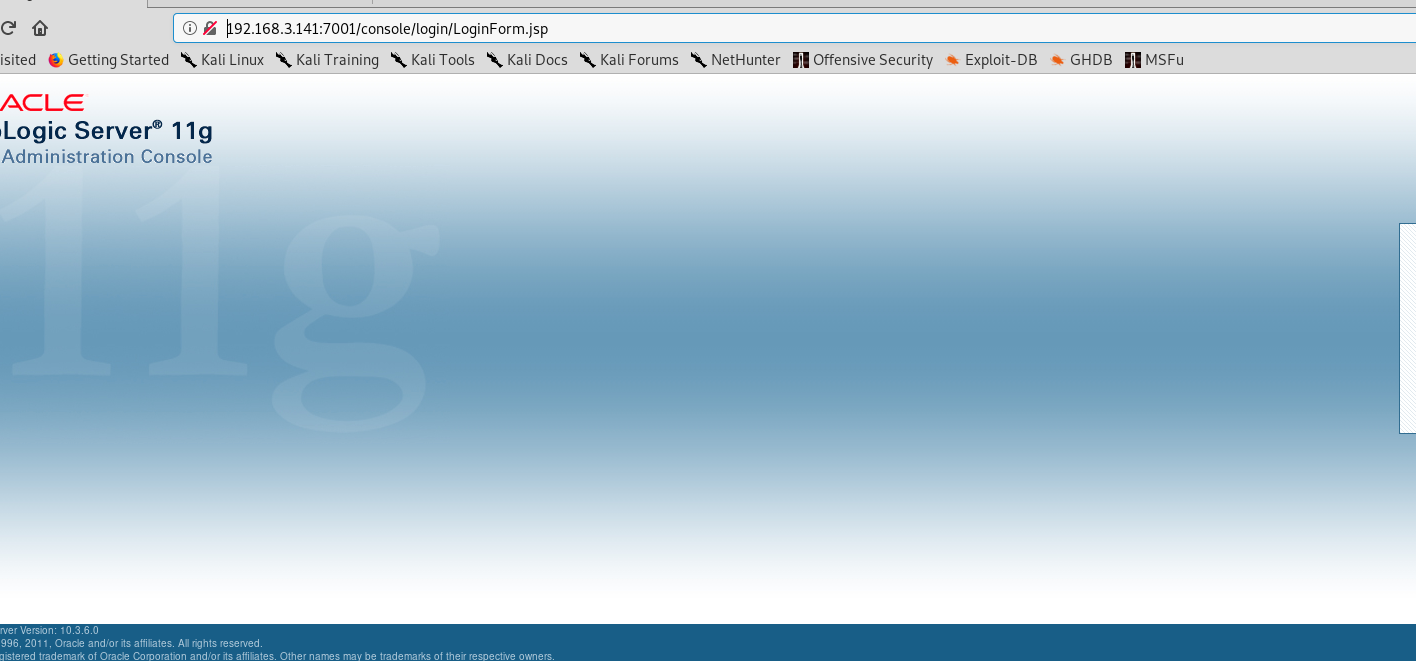 192.168.3.141:7001/console/login/LoginForm.jsp
isited Getting Started Kali Linux Kali Training Kali Tools Kali Docs Kali Forums NetHunter Offensive Security Exploit-DB GHDB MSFu
ACLE
Logic Server® 11g
Administration Console
11g
rver Version: 10.3.6.0
996, 2011, Oracle and/or its affiliates. All rights reserved.
gistered trademark of Oracle Corporation and/or its affiliates. Other names may be trademarks of their respective owners.